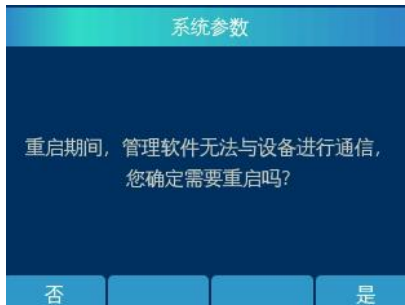 系统参数
重启期间，管理软件无法与设备进行通信，
您确定需要重启吗?
否
是